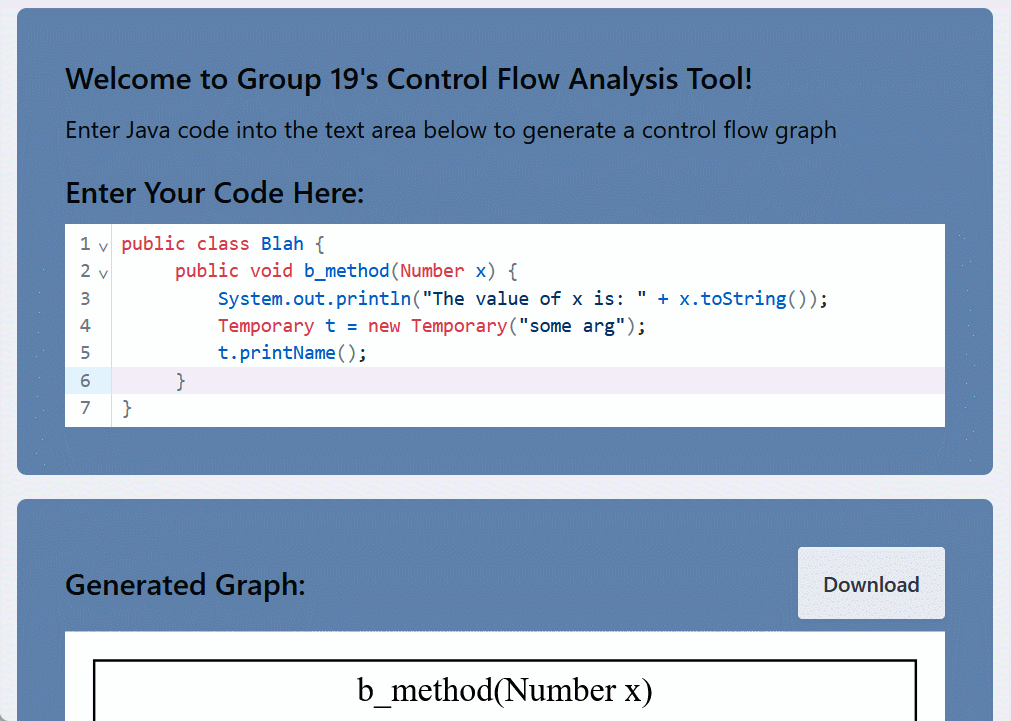 Welcome to Group 19's Control Flow Analysis Tool!
Enter Java code into the text area below to generate a control flow graph
Enter Your Code Here:
1 public class Blah {
2 public void b_method(Number x) {
3 System.out.println("The value of x is: " + x.toString());
4 Temporary t = new Temporary("some arg");
5 t.printName();
6 }
7 }
Generated Graph:
Download
b_method(Number x)